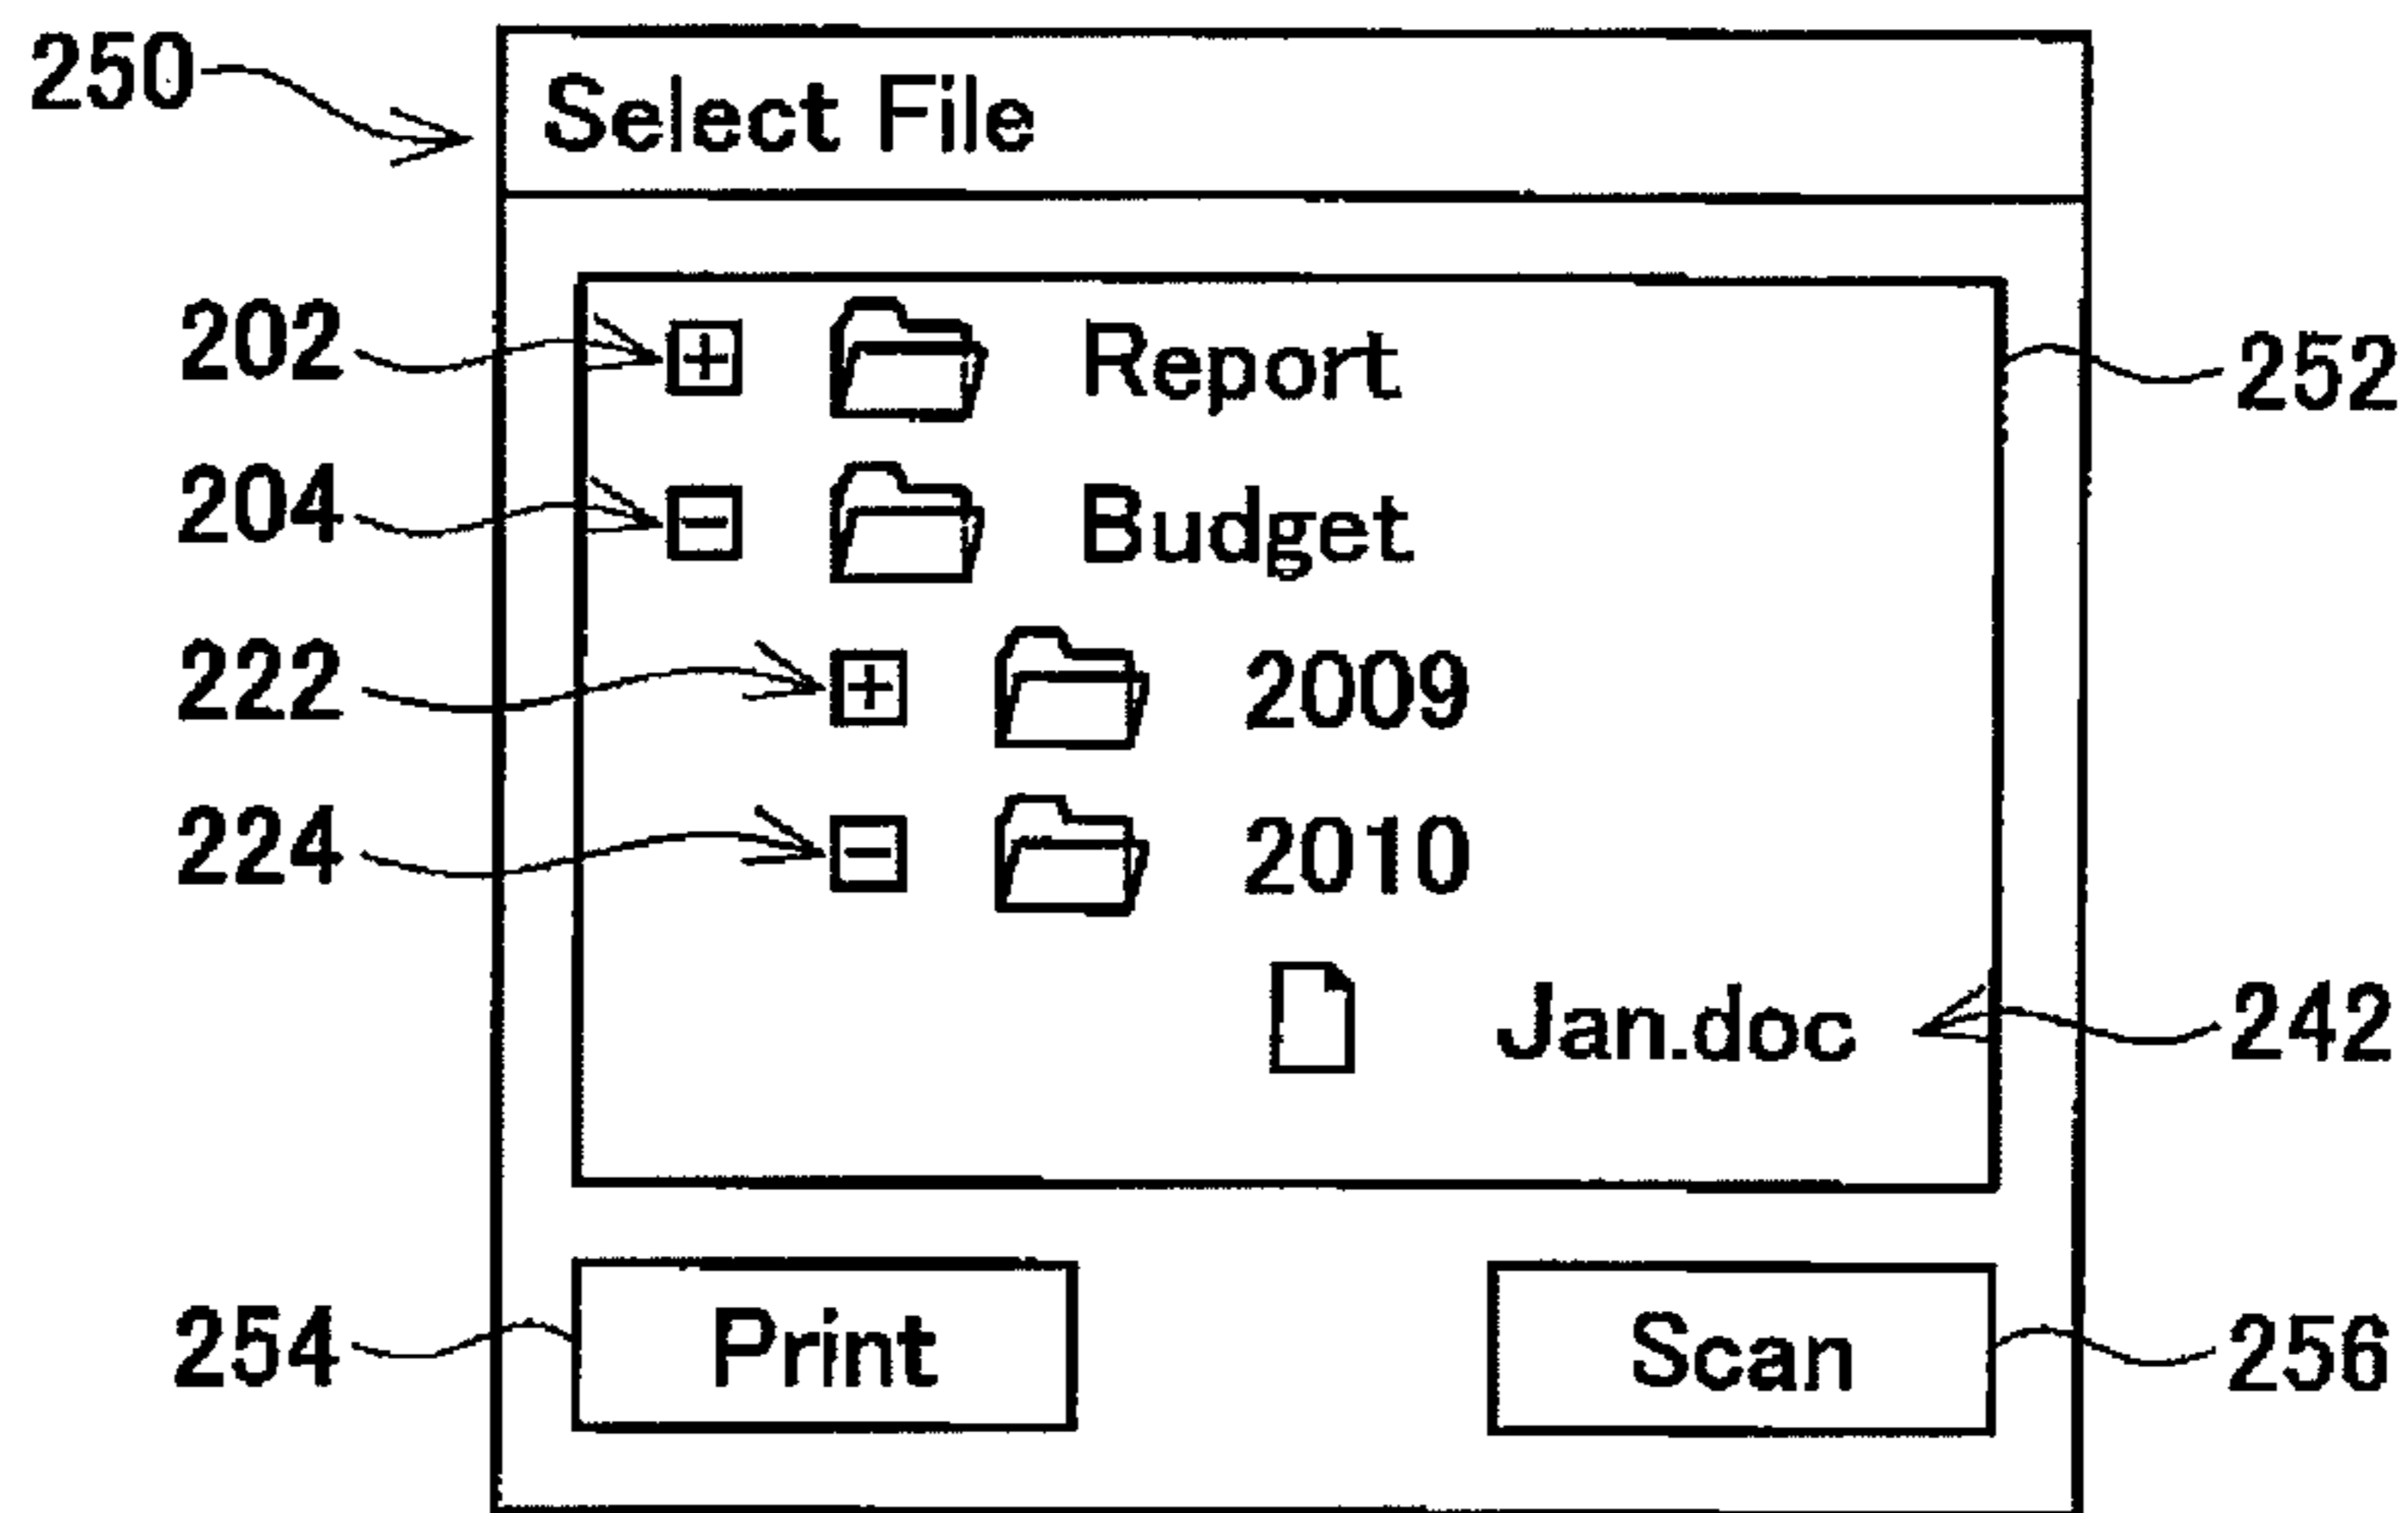 250 Select File
202 + Report 252
204 - Budget
222 + 2009
224 - 2010
Jan.doc 242
254 Print Scan 256